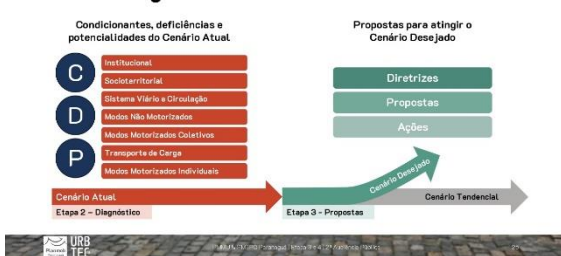 Condicionantes, deficiências e
potencialidades do Cenário Atual
Propostas para atingir o
Cenário Desejado
C
D
P
Institucional
Socioterritorial
Sistema Viário e Circulação
Modos Não Motorizados
Modos Motorizados Coletivos
Transporte de Carga
Modos Motorizados Individuais
Diretrizes
Propostas
Ações
Cenário Desejado
Cenário Atual
Cenário Tendencial
Etapa 2 – Diagnóstico
Etapa 3 - Propostas
URB
TEC